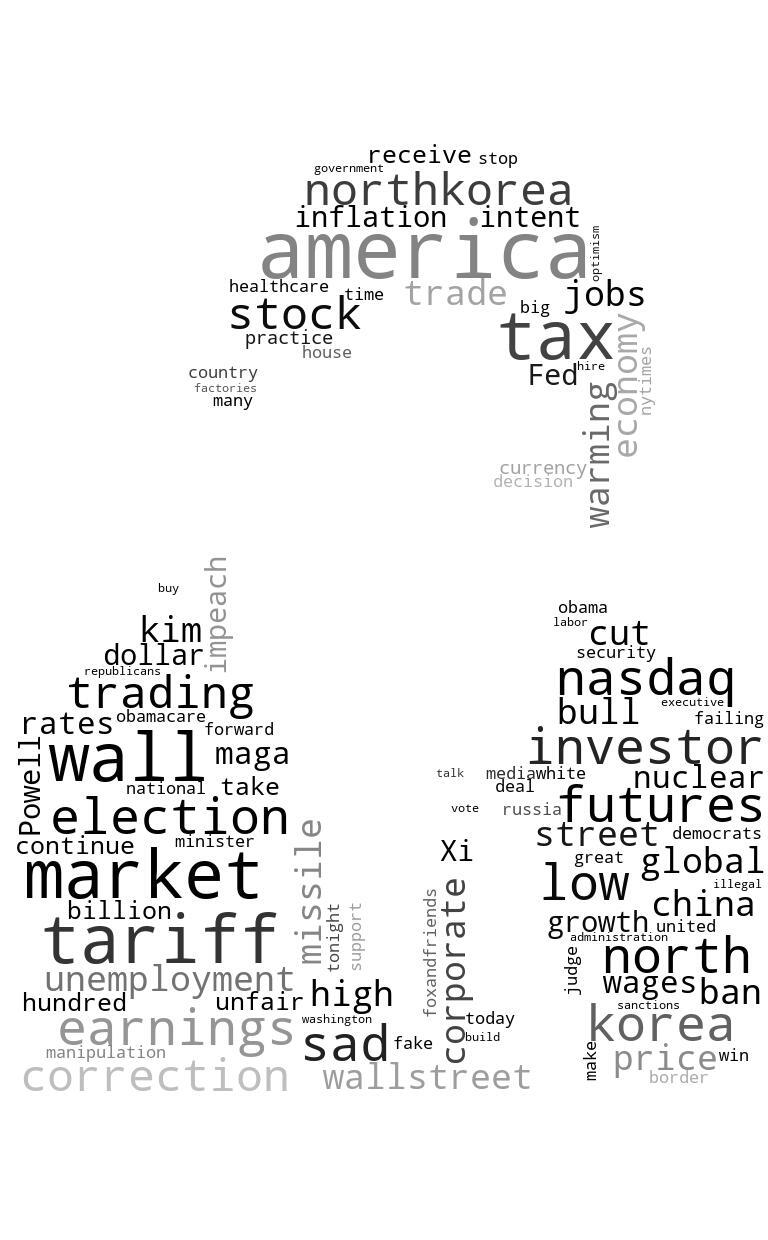 receive stop
government
northkorea
inflation intent
optimism
america
healthcare time trade jobs
stock big
practice tax
house economy
Fed hire nytimes
country
factories
many
warming
currency
decision
impeach
buy
kim
dollar
republicans
trading
rates obamacare forward
Powell
wall maga
national take
election
continue minister
market
billion
tariff
missile
tonight support
unemployment
hundred unfair high
earnings washington
sad fake
manipulation
correction wallstreet
obama
labor cut
security
nasdaq
executive
bull failing
investor
talk media white nuclear
deal
vote russia futures
street democrats
Xi great global
low illegal
china
foxandfriends
corporate
growth united
administration
judge north
wages ban
sanctions
today korea
build
make price win
border